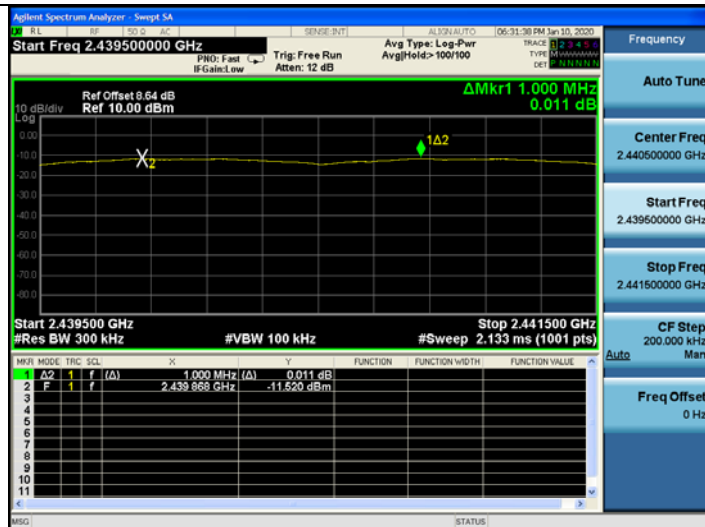 Agilent Spectrum Analyzer - Swept SA
RL RF 50 Ω AC SENSE:INT ALIGN AUTO 06:31:38 PM Jan 10, 2020
Start Freq 2.439500000 GHz
PNO: Fast
IFGain:Low
Trig: Free Run
Atten: 12 dB
Avg Type: Log-Pwr
Avg|Hold:>100/100
TRACE 1 2 3 4 5 6
TYPE M
DET P N N N N N
Ref Offset 8.64 dB
Ref 10.00 dBm
ΔMkr1 1.000 MHz
0.011 dB
10 dB/div
Log
0.00
-10.0
-20.0
-30.0
-40.0
-50.0
-60.0
-70.0
-80.0
X2
1Δ2
Start 2.439500 GHz Stop 2.441500 GHz
#Res BW 300 kHz #VBW 100 kHz #Sweep 2.133 ms (1001 pts)
MKR MODE TRC SCL X Y FUNCTION FUNCTION WIDTH FUNCTION VALUE
1 Δ2 1 f (Δ) 1.000 MHz (Δ) 0.011 dB
2 F 1 f 2.439 868 GHz -11.520 dBm
3
4
5
6
7
8
9
10
11
MSG STATUS
Frequency
Auto Tune
Center Freq
2.440500000 GHz
Start Freq
2.439500000 GHz
Stop Freq
2.441500000 GHz
CF Step
200.000 kHz
Auto Man
Freq Offset
0 Hz